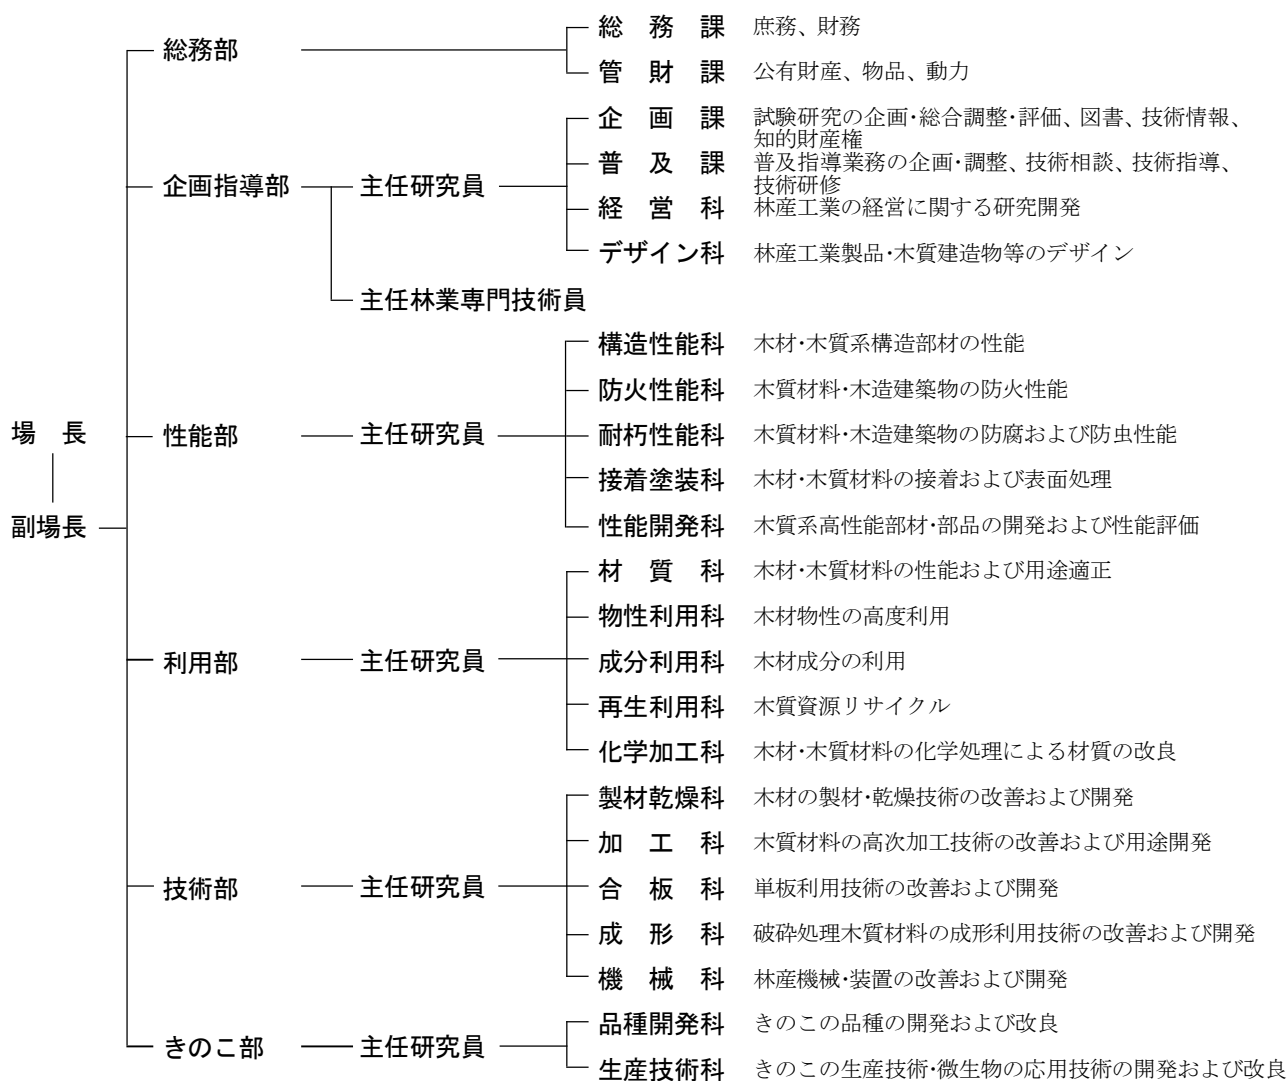 総務部
総務課 庶務、財務
管財課 公有財産、物品、動力
企画指導部 主任研究員
企画課 試験研究の企画・総合調整・評価、図書、技術情報、
知的財産権
普及課 普及指導業務の企画・調整、技術相談、技術指導、
技術研修
経営科 林産工業の経営に関する研究開発
デザイン科 林産工業製品・木質建造物等のデザイン
主任林業専門技術員
場長
副場長
性能部 主任研究員
構造性能科 木材・木質系構造部材の性能
防火性能科 木質材料・木造建築物の防火性能
耐朽性能科 木質材料・木造建築物の防腐および防虫性能
接着塗装科 木材・木質材料の接着および表面処理
性能開発科 木質系高性能部材・部品の開発および性能評価
利用部 主任研究員
材質科 木材・木質材料の性能および用途適正
物性利用科 木材物性の高度利用
成分利用科 木材成分の利用
再生利用科 木質資源リサイクル
化学加工科 木材・木質材料の化学処理による材質の改良
技術部 主任研究員
製材乾燥科 木材の製材・乾燥技術の改善および開発
加工科 木質材料の高次加工技術の改善および用途開発
合板科 単板利用技術の改善および開発
成形科 破砕処理木質材料の成形利用技術の改善および開発
機械科 林産機械・装置の改善および開発
きのこ部 主任研究員
品種開発科 きのこの品種の開発および改良
生産技術科 きのこの生産技術・微生物の応用技術の開発および改良